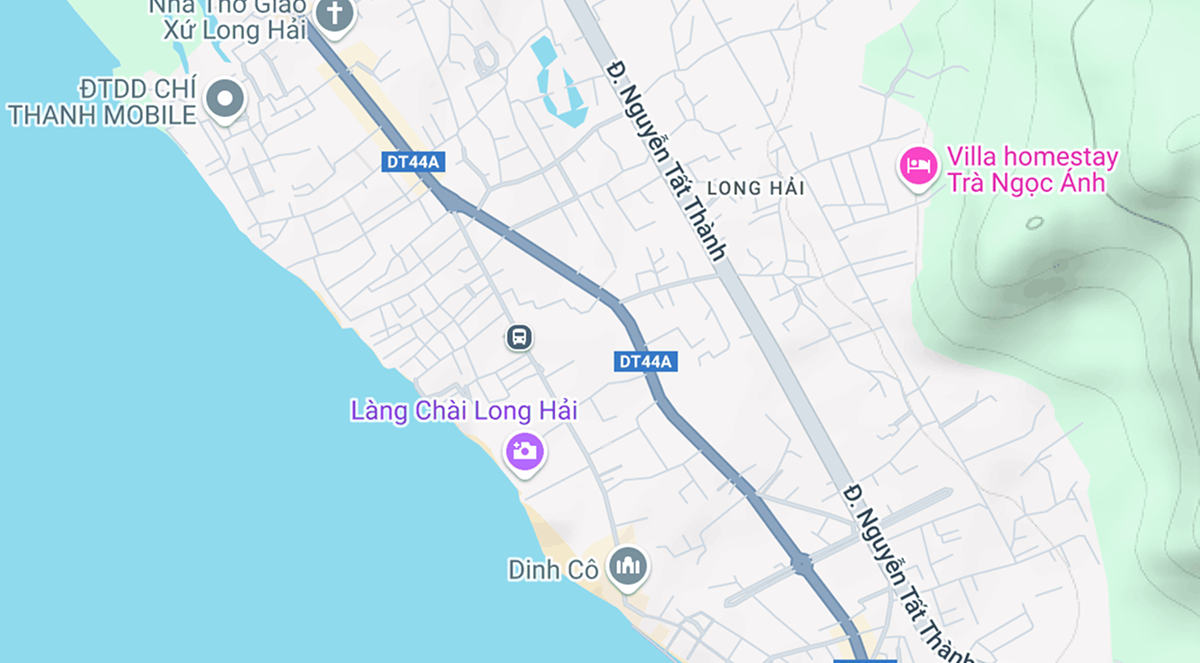 Nhà Thờ Giáo
Xứ Long Hải
ĐTDD CHÍ
THANH MOBILE
DT44A
Đ. Nguyễn Tất Thành
LONG HẢI
Villa homestay
Trà Ngọc Ánh
DT44A
Làng Chài Long Hải
Đ. Nguyễn Tất Thành
Dinh Cô